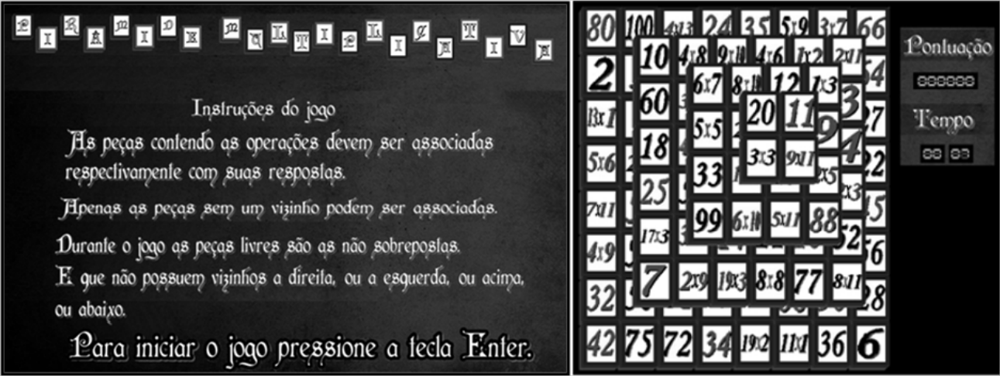 PIRAMIDE MULTIPLICATIVA
Instruções do jogo
As peças contendo as operações devem ser associadas
respectivamente com suas respostas.
Apenas as peças sem um vizinho podem ser associadas.
Durante o jogo as peças livres são as não sobrepostas.
E que não possuem vizinhos a direita, ou a esquerda, ou acima,
ou abaixo.
Para iniciar o jogo pressione a tecla Enter.
80 100 4x13 24 35 5x9 3x7 66
10 4x8 9x10 4x6 1x2 2x11
2 6x7 8x10 12 1x3 54
60 20 11 3
13x1 5x5 9 27
18 3x3 9x11 4
5x6 33 2x5 22
25 2x3
7x11 99 6x10 5x11 88 45
17x3 52
4x9 56
7 2x9 19x3 8x8 77 8x11
32 28
42 75 72 34 19x2 11x1 36 6
Pontuação
000000
Tempo